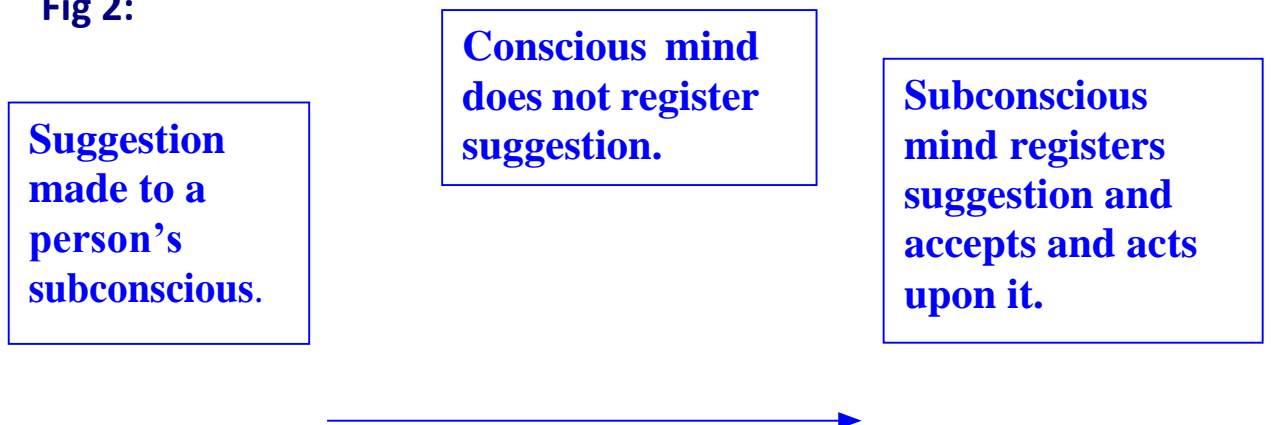 Fig 2:
Suggestion
made to a
person’s
subconscious.
Conscious mind
does not register
suggestion.
Subconscious
mind registers
suggestion and
accepts and acts
upon it.